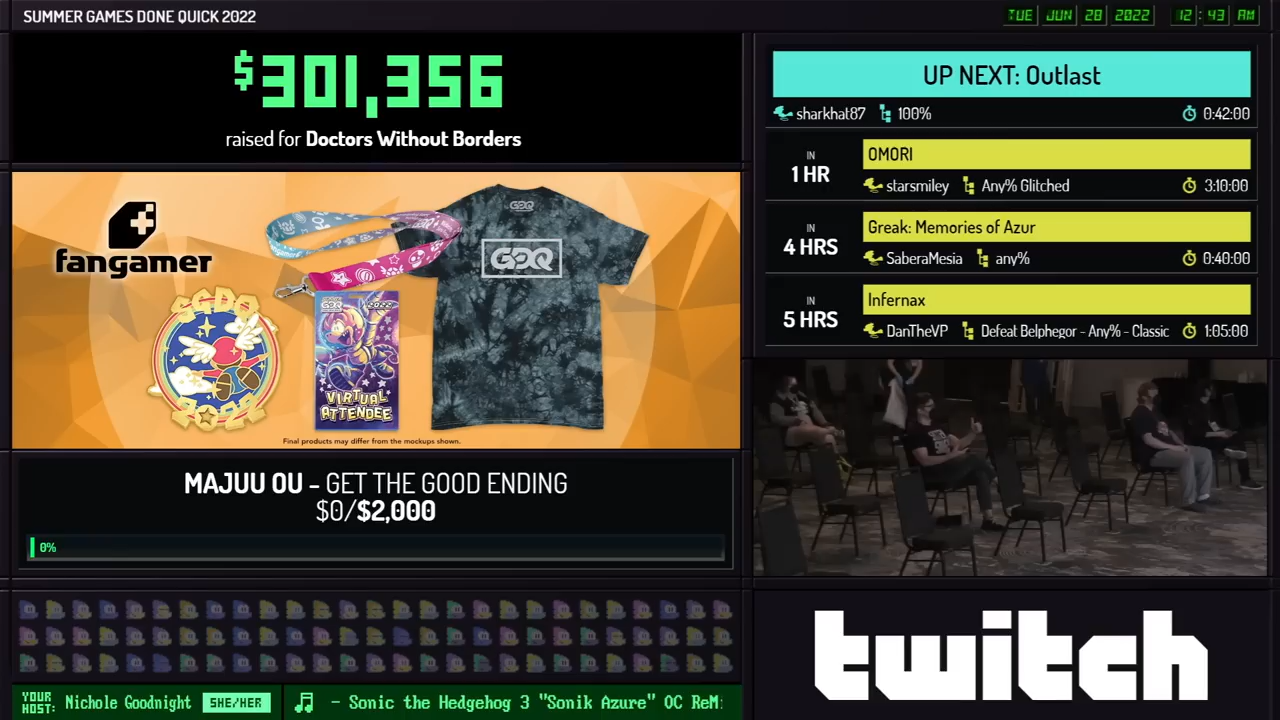 SUMMER GAMES DONE QUICK 2022
TUE JUN 28 2022 12:43 AM
$301,356
raised for Doctors Without Borders
fangamer
SGDQ
2022
GDQ
2022
VIRTUAL
ATTENDEE
GDQ
GDQ
Final products may differ from the mockups shown.
MAJUU OU - GET THE GOOD ENDING
$0/$2,000
0%
YOUR HOST: Nichole Goodnight SHE/HER
- Sonic the Hedgehog 3 "Sonik Azure" OC ReM
UP NEXT: Outlast
sharkhat87 100% 0:42:00
IN 1 HR
OMORI
starsmiley Any% Glitched 3:10:00
IN 4 HRS
Greak: Memories of Azur
SaberaMesia any% 0:40:00
IN 5 HRS
Infernax
DanTheVP Defeat Belphegor - Any% - Classic 1:05:00
twitch